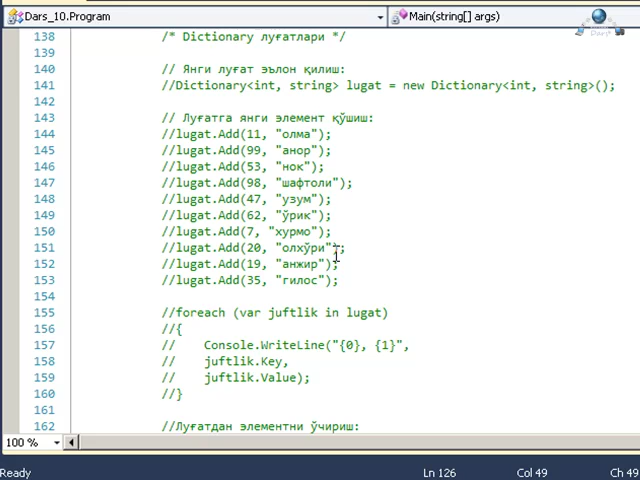 Dars_10.Program
Main(string[] args)
138 /* Dictionary луғатлари */
139
140 // Янги луғат эълон қилиш:
141 //Dictionary<int, string> lugat = new Dictionary<int, string>();
142
143 // Луғатга янги элемент қўшиш:
144 //lugat.Add(11, "олма");
145 //lugat.Add(99, "анор");
146 //lugat.Add(53, "нок");
147 //lugat.Add(98, "шафтоли");
148 //lugat.Add(47, "узум");
149 //lugat.Add(62, "ўрик");
150 //lugat.Add(7, "хурмо");
151 //lugat.Add(20, "олхўри");
152 //lugat.Add(19, "анжир");
153 //lugat.Add(35, "гилос");
154
155 //foreach (var juftlik in lugat)
156 //{
157 // Console.WriteLine("{0}, {1}",
158 // juftlik.Key,
159 // juftlik.Value);
160 //}
161
162 //Луғатдан элементни ўчириш:
100 %
Ready
Ln 126
Col 49
Ch 49